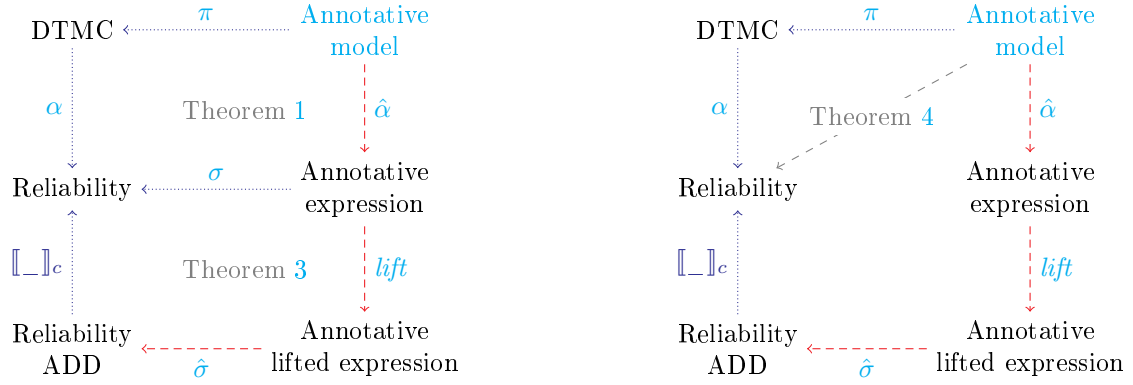 π
Annotative
model
DTMC
α
Theorem 1
α̂
Reliability
σ
Annotative
expression
⟦_⟧c
Theorem 3
lift
Reliability
ADD
σ̂
Annotative
lifted expression
π
Annotative
model
DTMC
α
Theorem 4
α̂
Reliability
Annotative
expression
⟦_⟧c
lift
Reliability
ADD
σ̂
Annotative
lifted expression